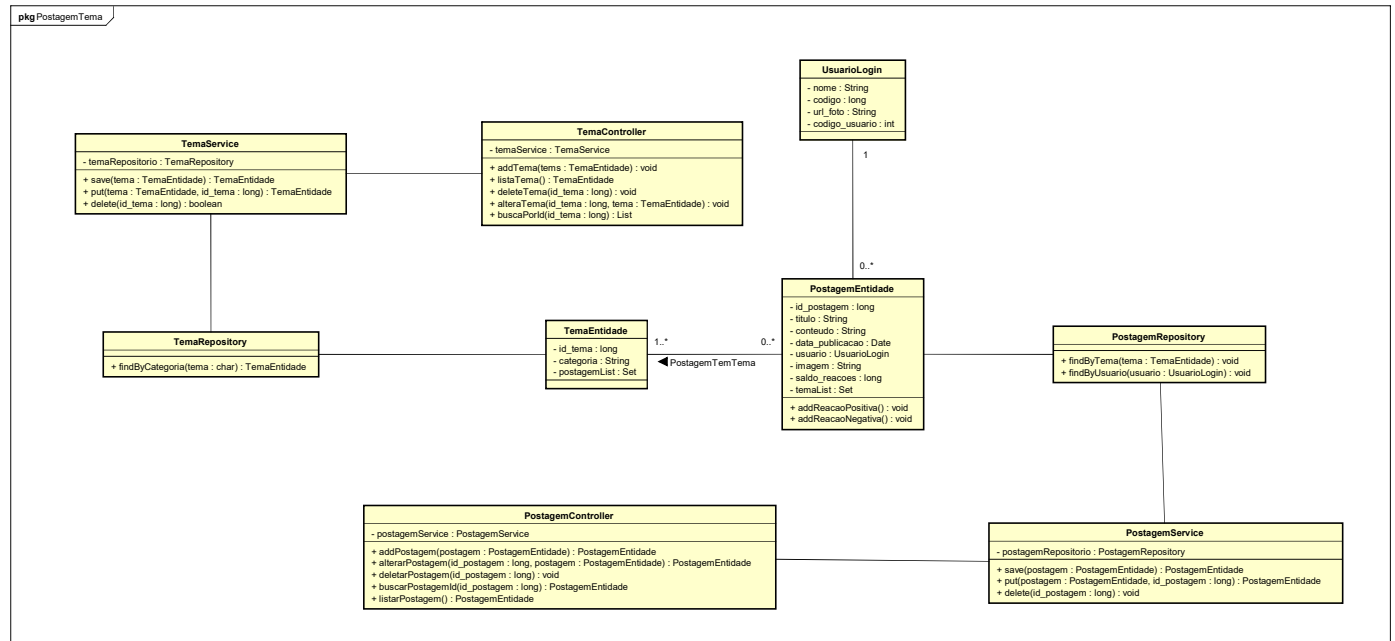 pkg PostagemTema
UsuarioLogin
- nome : String
- codigo : long
- url_foto : String
- codigo_usuario : int
TemaService
- temaRepositorio : TemaRepository
+ save(tema : TemaEntidade) : TemaEntidade
+ put(tema : TemaEntidade, id_tema : long) : TemaEntidade
+ delete(id_tema : long) : boolean
TemaController
- temaService : TemaService
+ addTema(tems : TemaEntidade) : void
+ listaTema() : TemaEntidade
+ deleteTema(id_tema : long) : void
+ alteraTema(id_tema : long, tema : TemaEntidade) : void
+ buscaPorId(id_tema : long) : List
1
0..*
TemaRepository
+ findByCategoria(tema : char) : TemaEntidade
TemaEntidade
- id_tema : long
- categoria : String
- postagemList : Set
1..*
0..*
PostagemTemTema
PostagemEntidade
- id_postagem : long
- titulo : String
- conteudo : String
- data_publicacao : Date
- usuario : UsuarioLogin
- imagem : String
- saldo_reacoes : long
- temaList : Set
+ addReacaoPositiva() : void
+ addReacaoNegativa() : void
PostagemRepository
+ findByTema(tema : TemaEntidade) : void
+ findByUsuario(usuario : UsuarioLogin) : void
PostagemController
- postagemService : PostagemService
+ addPostagem(postagem : PostagemEntidade) : PostagemEntidade
+ alterarPostagem(id_postagem : long, postagem : PostagemEntidade) : PostagemEntidade
+ deletarPostagem(id_postagem : long) : void
+ buscarPostagemId(id_postagem : long) : PostagemEntidade
+ listarPostagem() : PostagemEntidade
PostagemService
- postagemRepositorio : PostagemRepository
+ save(postagem : PostagemEntidade) : PostagemEntidade
+ put(postagem : PostagemEntidade, id_postagem : long) : PostagemEntidade
+ delete(id_postagem : long) : void